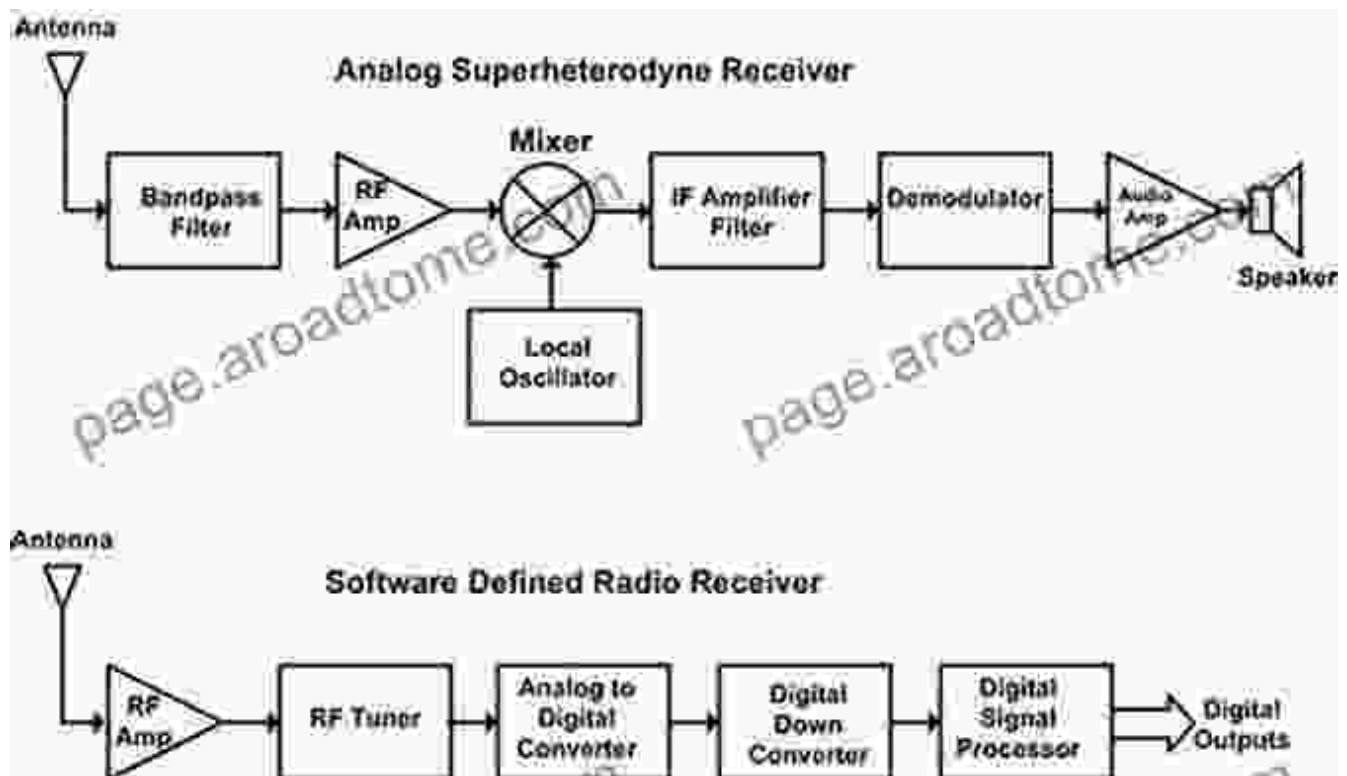 Antenna
Analog Superheterodyne Receiver
Mixer
Bandpass
Filter
RF
Amp
IF Amplifier
Filter
Demodulator
Audio
Amp
Speaker
Local
Oscillator
page.aroadtome.com
page.aroadtome.com
Antenna
Software Defined Radio Receiver
RF
Amp
RF Tuner
Analog to
Digital
Converter
Digital
Down
Converter
Digital
Signal
Processor
Digital
Outputs